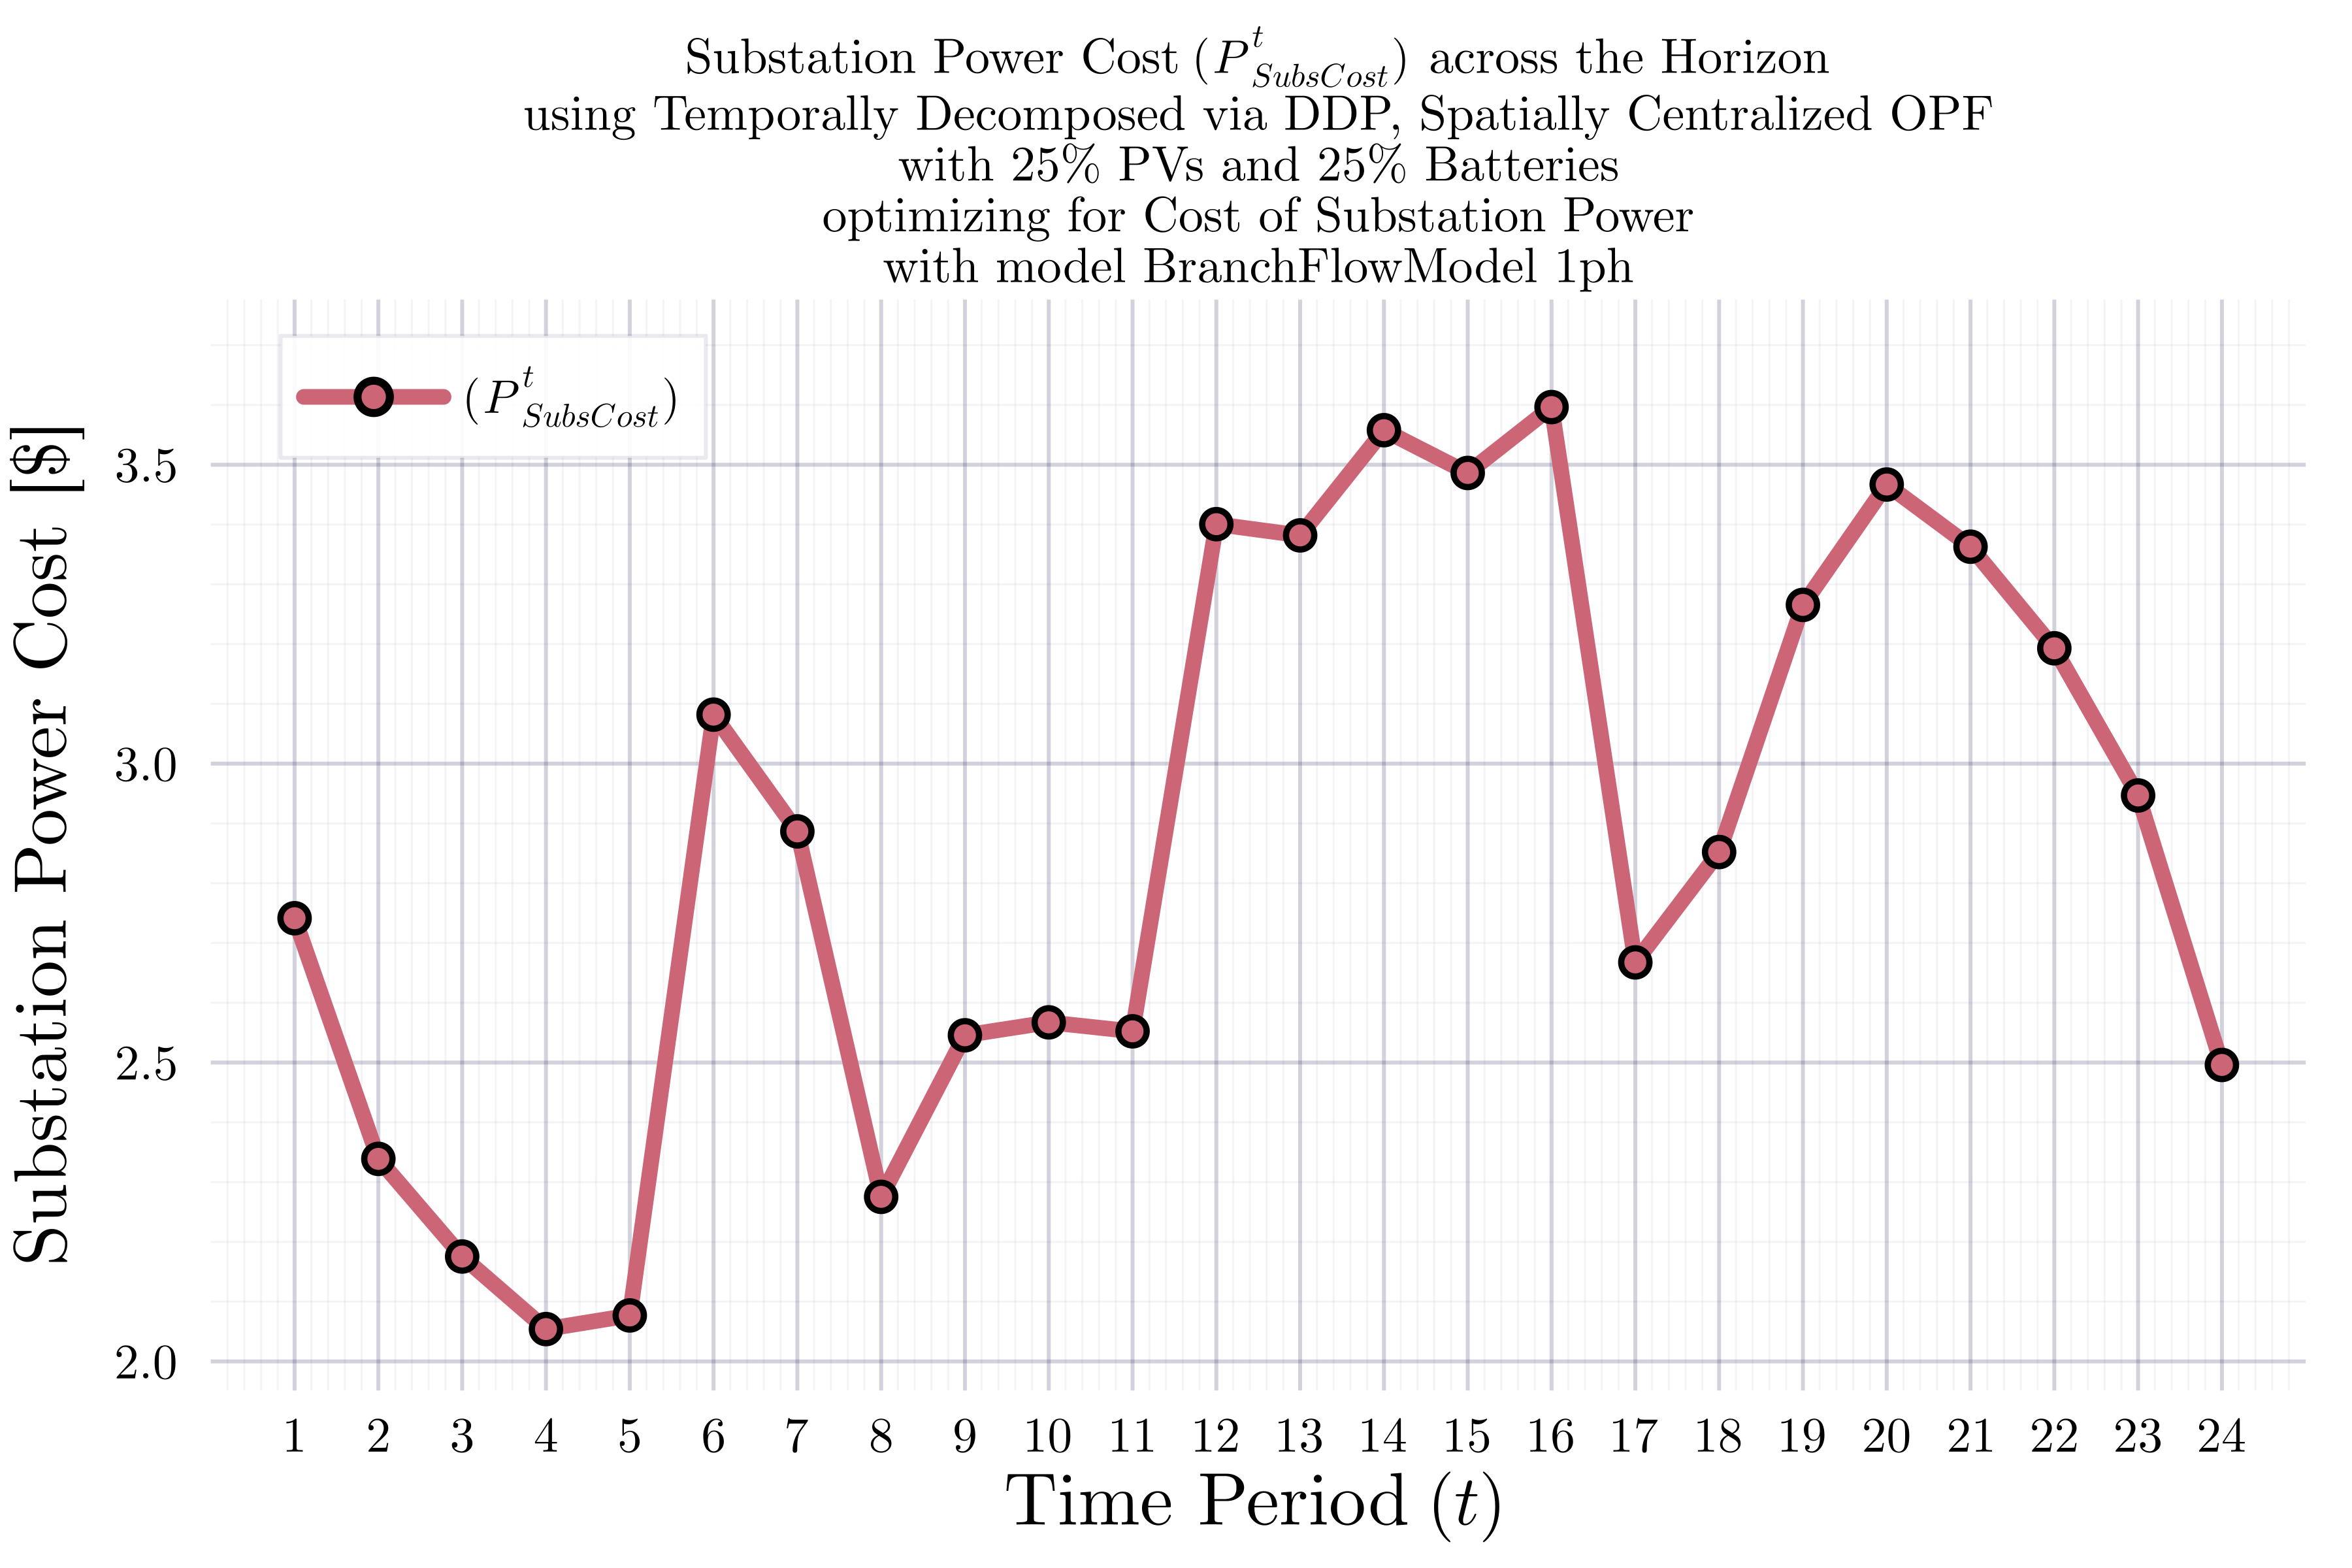 Substation Power Cost (P^t_SubsCost) across the Horizon
using Temporally Decomposed via DDP, Spatially Centralized OPF
with 25% PVs and 25% Batteries
optimizing for Cost of Substation Power
with model BranchFlowModel 1ph
(P^t_SubsCost)
Substation Power Cost [$]
3.5
3.0
2.5
2.0
1 2 3 4 5 6 7 8 9 10 11 12 13 14 15 16 17 18 19 20 21 22 23 24
Time Period (t)